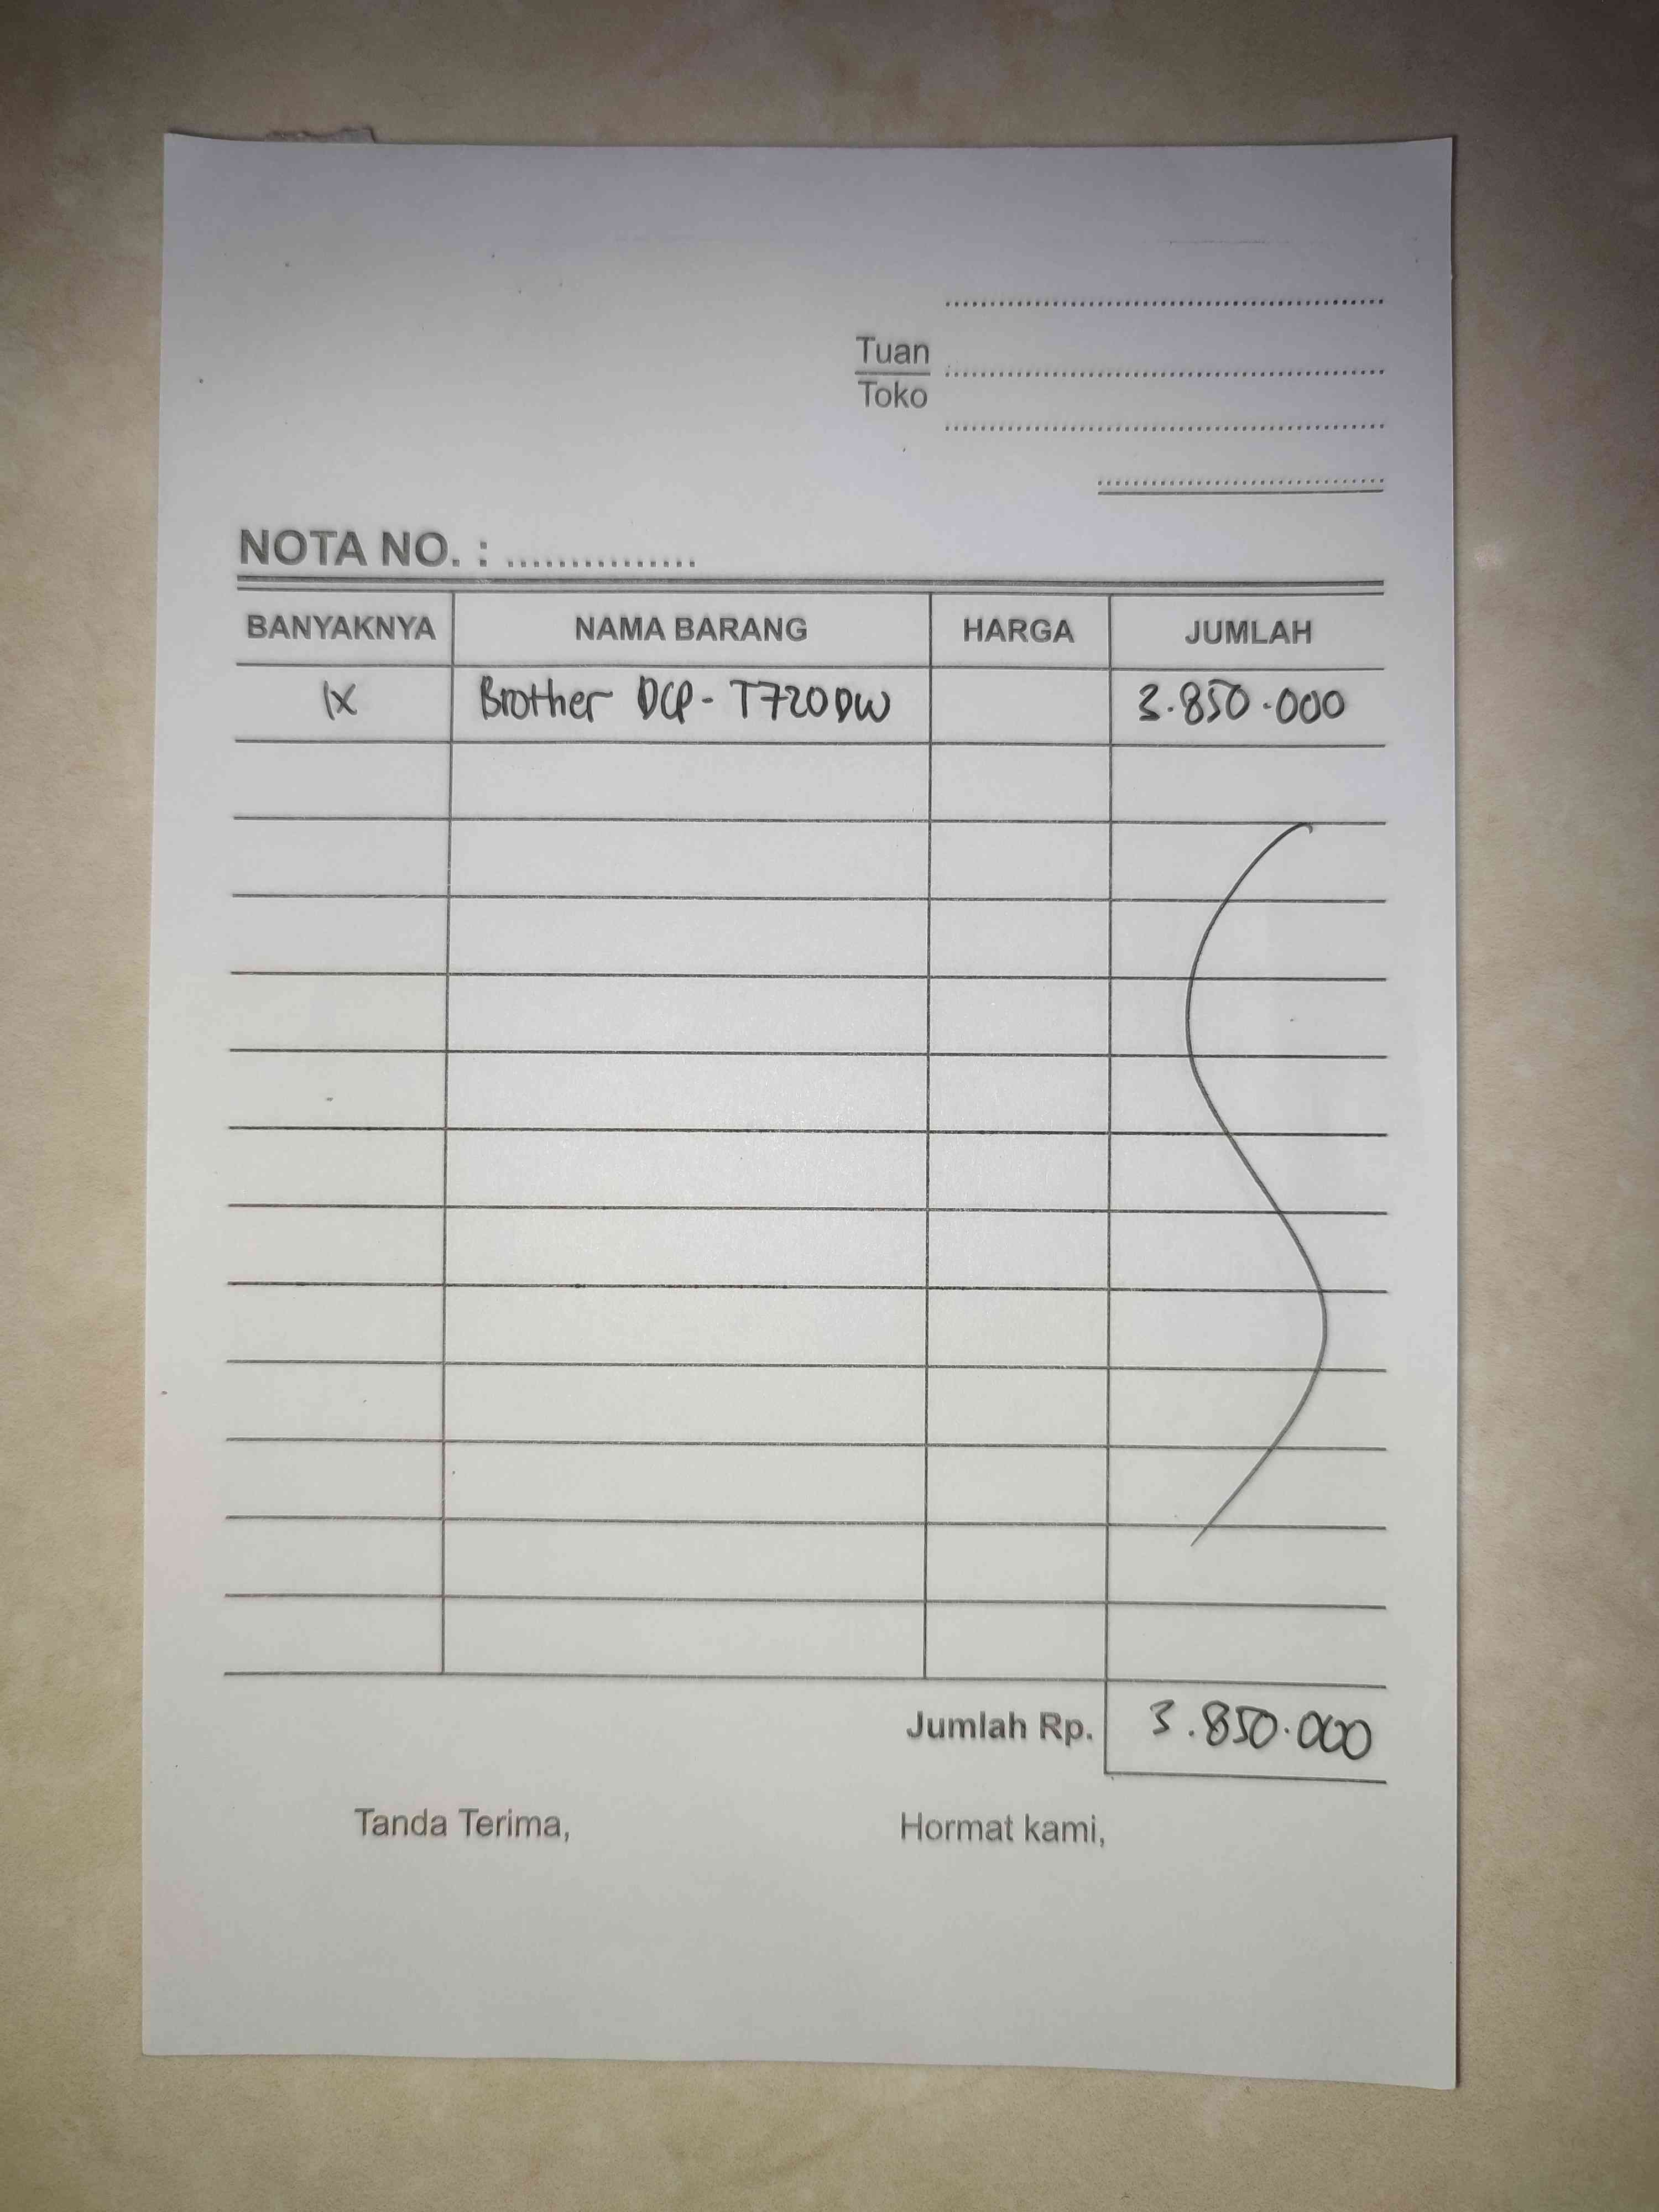 Tuan
Toko
NOTA NO. : ...............
BANYAKNYA NAMA BARANG HARGA JUMLAH
1X Brother DCP-T720DW 3.850.000
Jumlah Rp. 3.850.000
Tanda Terima, Hormat kami,